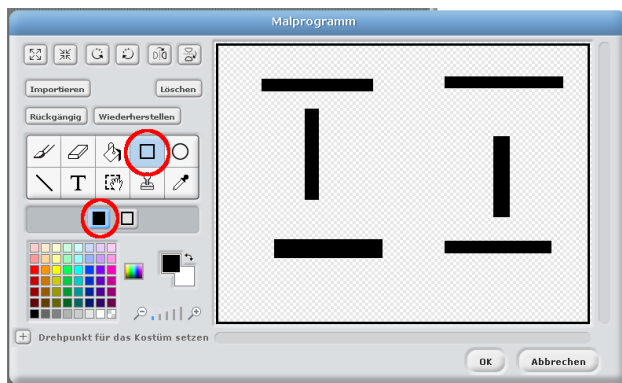 Malprogramm
Importieren Löschen
Rückgängig Wiederherstellen
T
Drehpunkt für das Kostüm setzen
OK Abbrechen